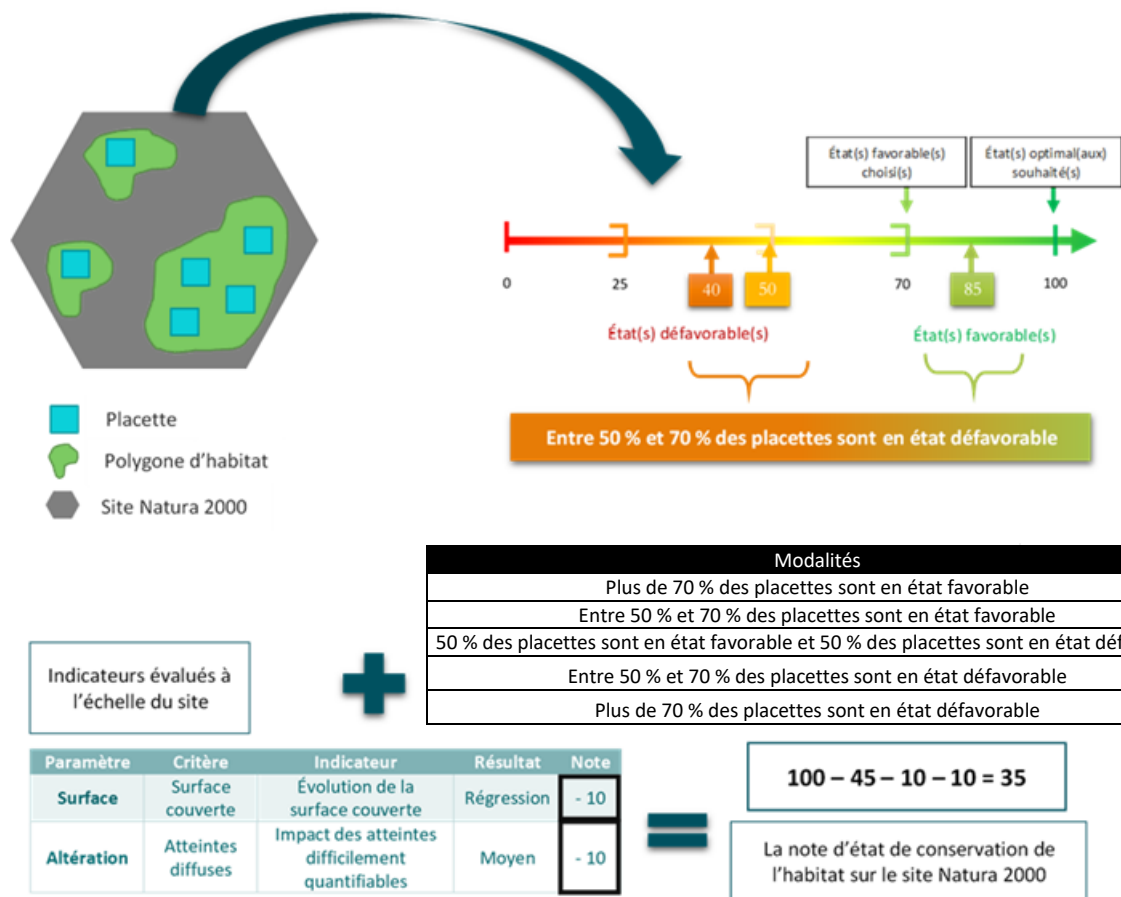 État(s) favorable(s)
choisi(s)
État(s) optimal(aux)
souhaité(s)
0
25
40
50
70
85
100
État(s) défavorable(s)
État(s) favorable(s)
Entre 50 % et 70 % des placettes sont en état défavorable
Placette
Polygone d'habitat
Site Natura 2000
Modalités
Plus de 70 % des placettes sont en état favorable
Entre 50 % et 70 % des placettes sont en état favorable
50 % des placettes sont en état favorable et 50 % des placettes sont en état déf
Entre 50 % et 70 % des placettes sont en état défavorable
Plus de 70 % des placettes sont en état défavorable
Indicateurs évalués à
l'échelle du site
Paramètre Critère Indicateur Résultat Note
Surface Surface couverte Évolution de la surface couverte Régression - 10
Altération Atteintes diffuses Impact des atteintes difficilement quantifiables Moyen - 10
100 – 45 – 10 – 10 = 35
La note d'état de conservation de
l'habitat sur le site Natura 2000